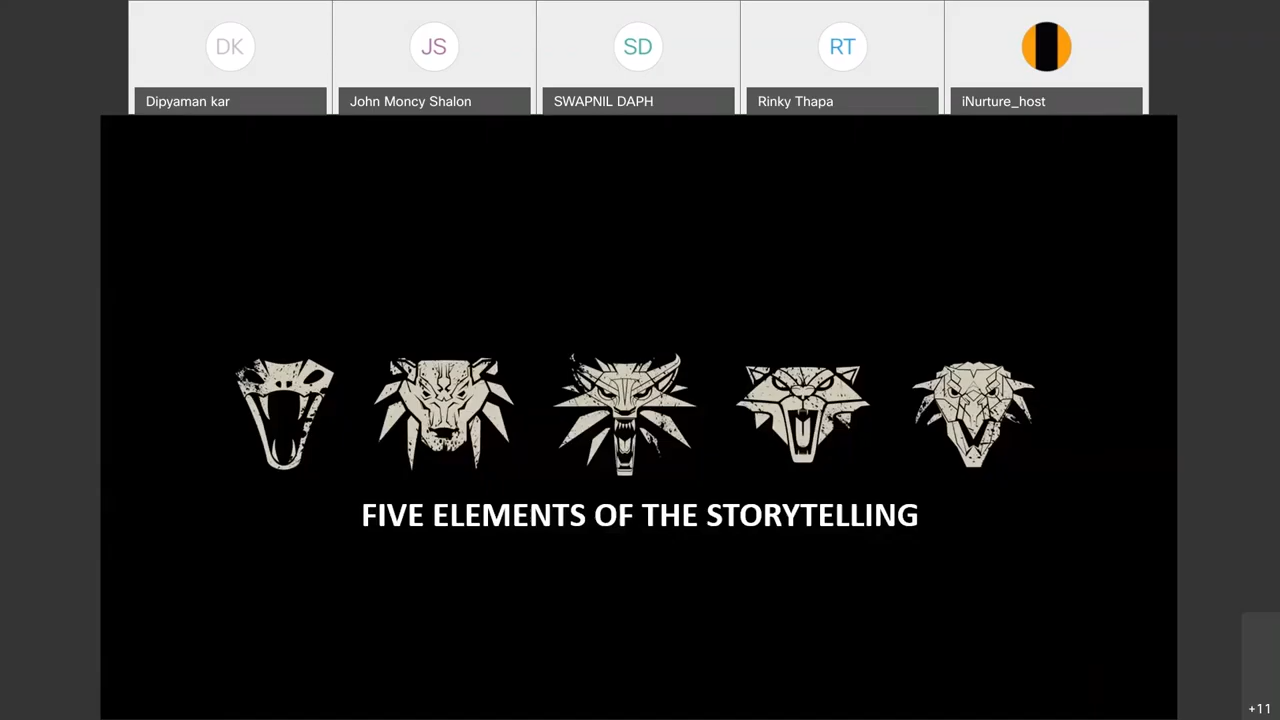 DK
JS
SD
RT
Dipyaman kar
John Moncy Shalon
SWAPNIL DAPH
Rinky Thapa
iNurture_host
FIVE ELEMENTS OF THE STORYTELLING
+11